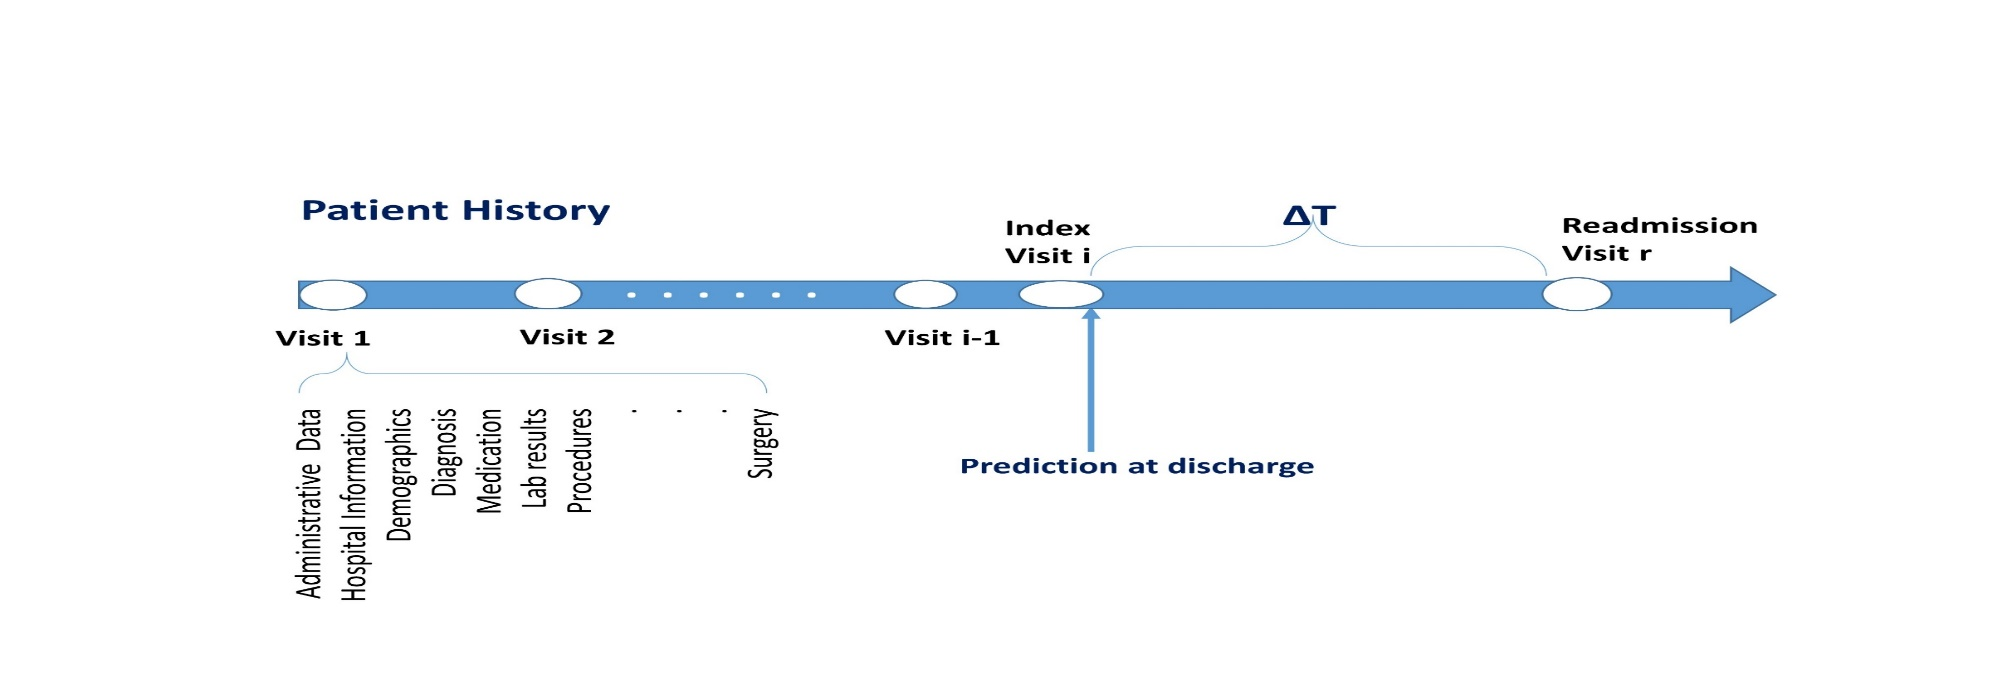 Patient History
Index
Visit i
ΔT
Readmission
Visit r
Visit 1
Visit 2
Visit i-1
Prediction at discharge
Administrative Data
Hospital Information
Demographics
Diagnosis
Medication
Lab results
Procedures
. . .
Surgery